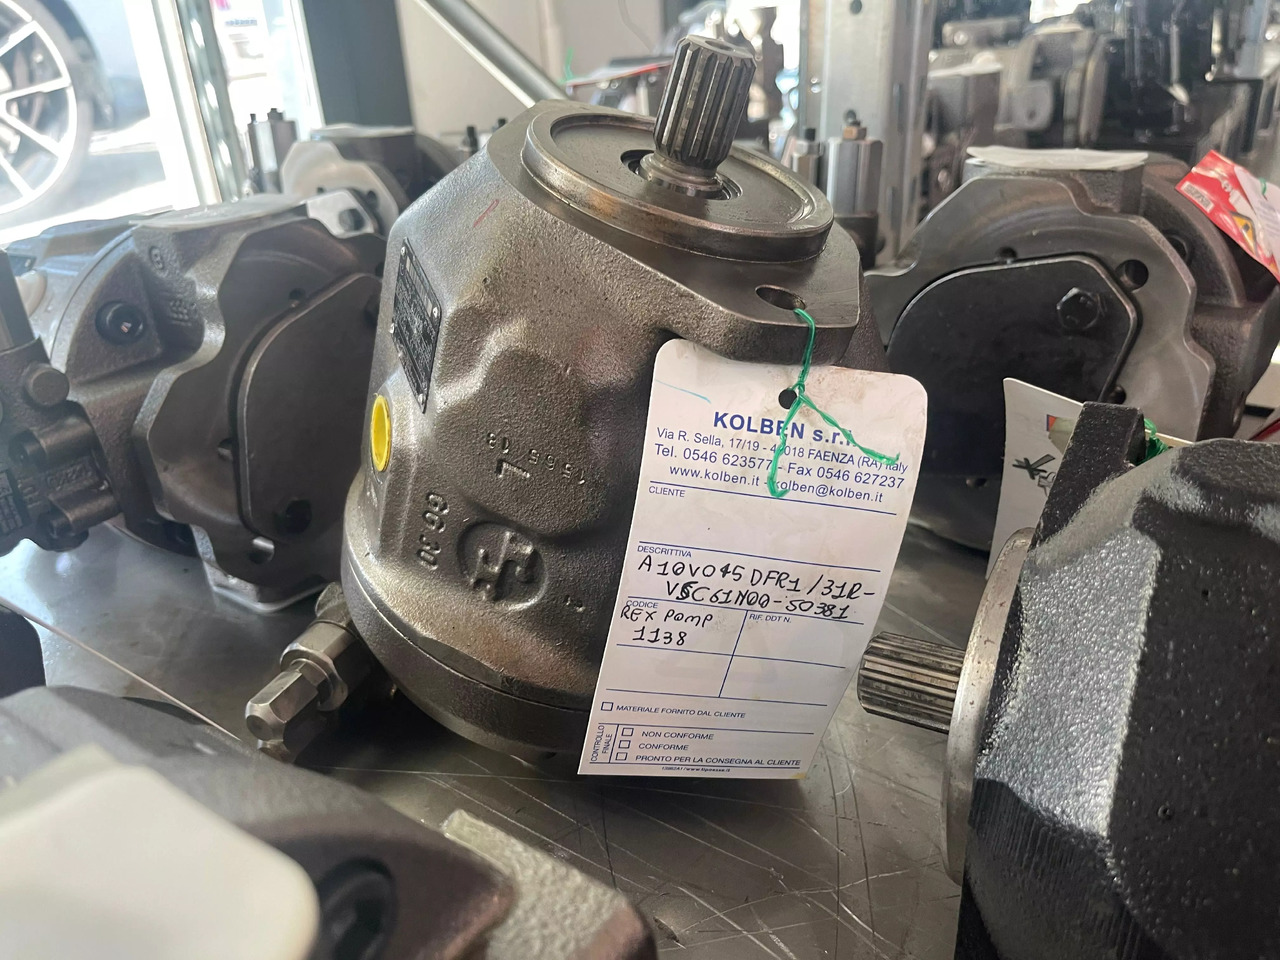 KOLBEN s.r.l.
Via R. Sella, 17/19 - 48018 FAENZA (RA) Italy
Tel. 0546 623577 - Fax 0546 627237
www.kolben.it - kolben@kolben.it
CLIENTE
DESCRITTIVA
A10VO45DFR1/31R-
VSC61N00-SO381
CODICE
RIF. DDT N.
REX POMP
1138
MATERIALE FORNITO DAL CLIENTE
CONTROLLO FINALE
NON CONFORME
CONFORME
PRONTO PER LA CONSEGNA AL CLIENTE
6630